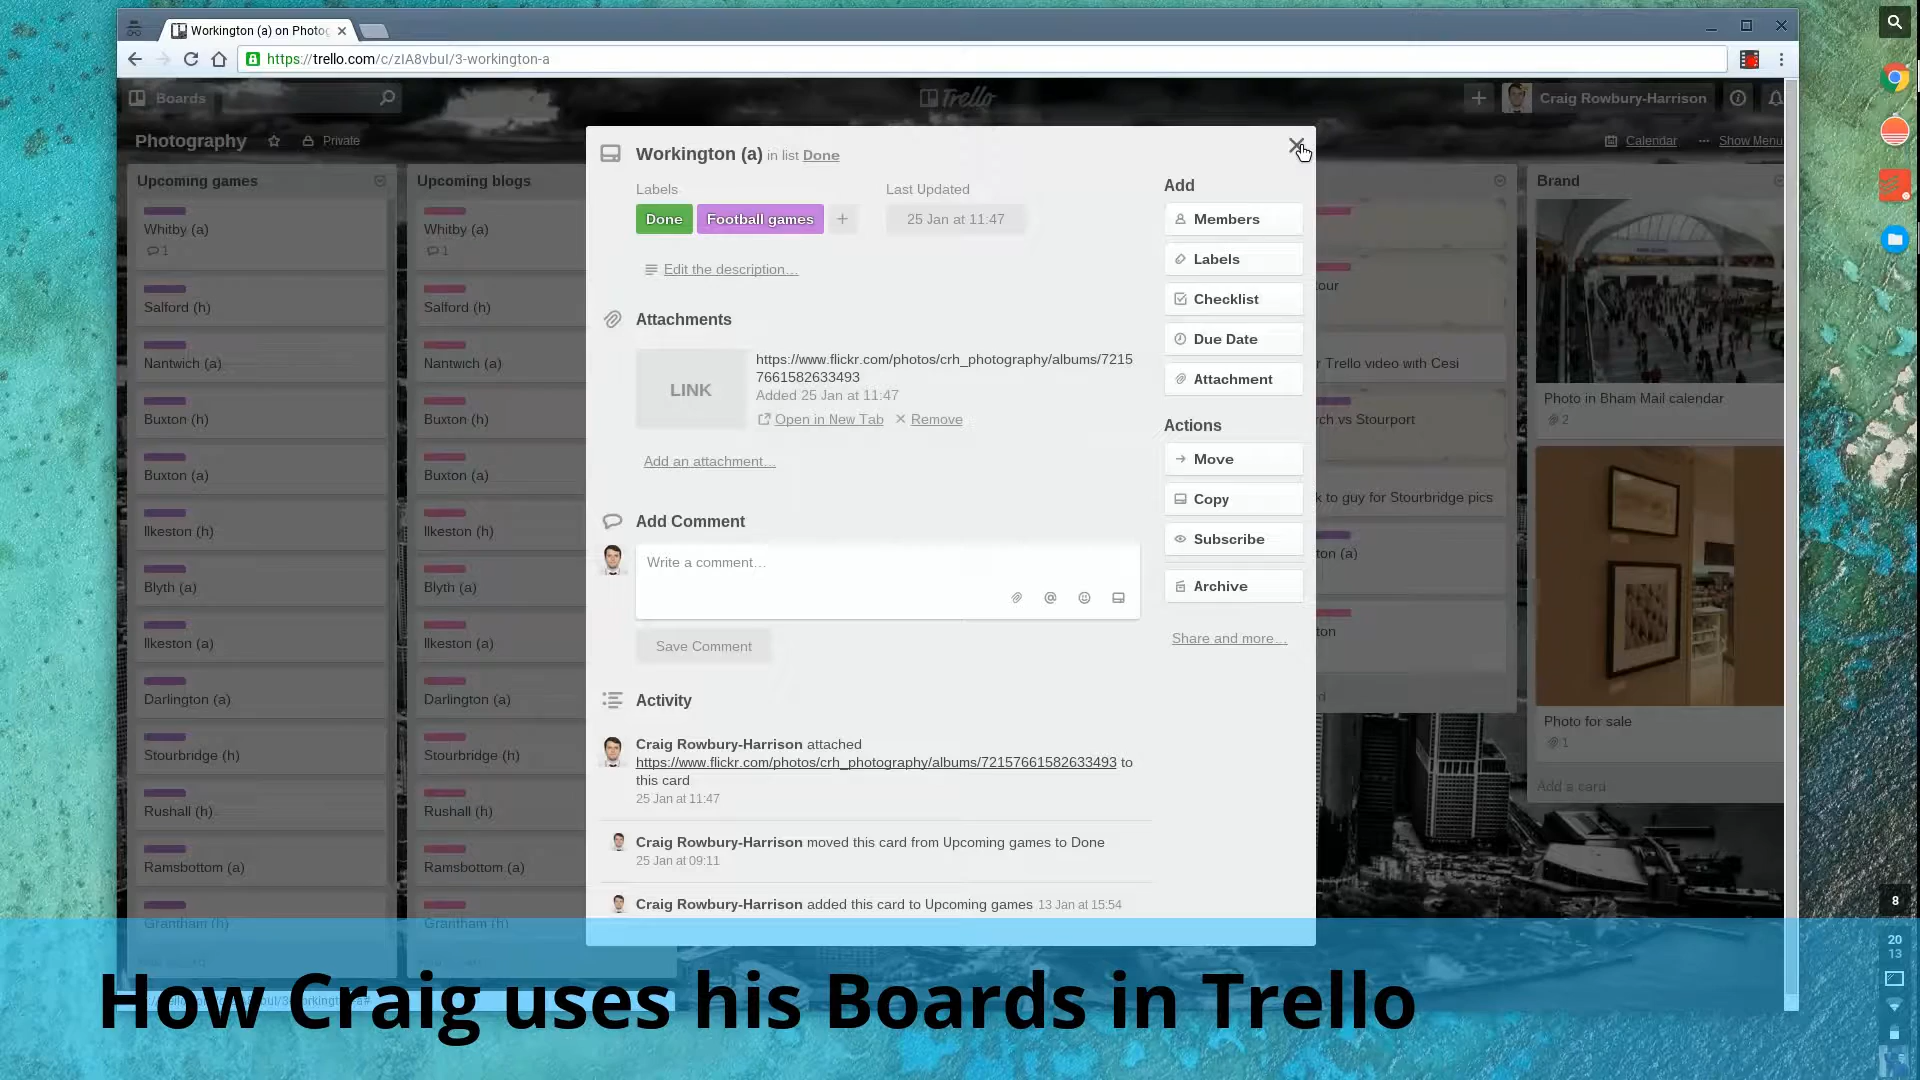 Workington (a) on Photog
https://trello.com/c/zIA8vbuI/3-workington-a
Boards
Trello
Craig Rowbury-Harrison
Photography
Private
Calendar
Show Menu
Upcoming games
Whitby (a)
1
Salford (h)
Nantwich (a)
Buxton (h)
Buxton (a)
Ilkeston (h)
Blyth (a)
Ilkeston (a)
Darlington (a)
Stourbridge (h)
Rushall (h)
Ramsbottom (a)
Grantham (h)
Upcoming blogs
Whitby (a)
1
Salford (h)
Nantwich (a)
Buxton (h)
Buxton (a)
Ilkeston (h)
Blyth (a)
Ilkeston (a)
Darlington (a)
Stourbridge (h)
Rushall (h)
Ramsbottom (a)
Grantham (h)
Workington (a) in list Done
Labels
Last Updated
Done
Football games
25 Jan at 11:47
Edit the description…
Attachments
LINK
https://www.flickr.com/photos/crh_photography/albums/7215
7661582633493
Added 25 Jan at 11:47
Open in New Tab
Remove
Add an attachment…
Add Comment
Write a comment…
Save Comment
Activity
Craig Rowbury-Harrison attached
https://www.flickr.com/photos/crh_photography/albums/72157661582633493 to
this card
25 Jan at 11:47
Craig Rowbury-Harrison moved this card from Upcoming games to Done
25 Jan at 09:11
Craig Rowbury-Harrison added this card to Upcoming games 13 Jan at 15:54
Add
Members
Labels
Checklist
Due Date
Attachment
Actions
Move
Copy
Subscribe
Archive
Share and more…
our
Trello video with Cesi
rch vs Stourport
k to guy for Stourbridge pics
ton (a)
ton
d
Brand
Photo in Bham Mail calendar
2
Photo for sale
1
Add a card
8
20
13
How Craig uses his Boards in Trello